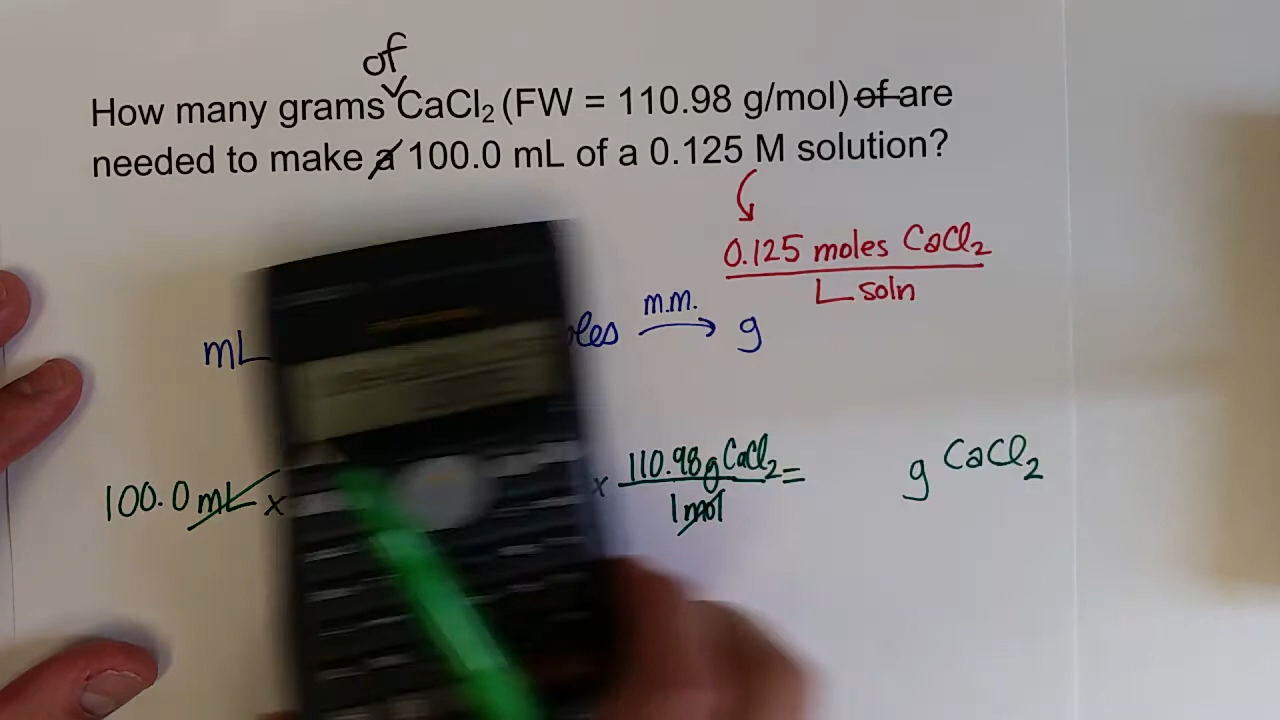 of
How many grams CaCl₂ (FW = 110.98 g/mol) of are
needed to make a 100.0 mL of a 0.125 M solution?
0.125 moles CaCl₂
L soln
m.m.
mL oles g
110.98 g CaCl₂
100.0 mL x x = g CaCl₂
1 mol